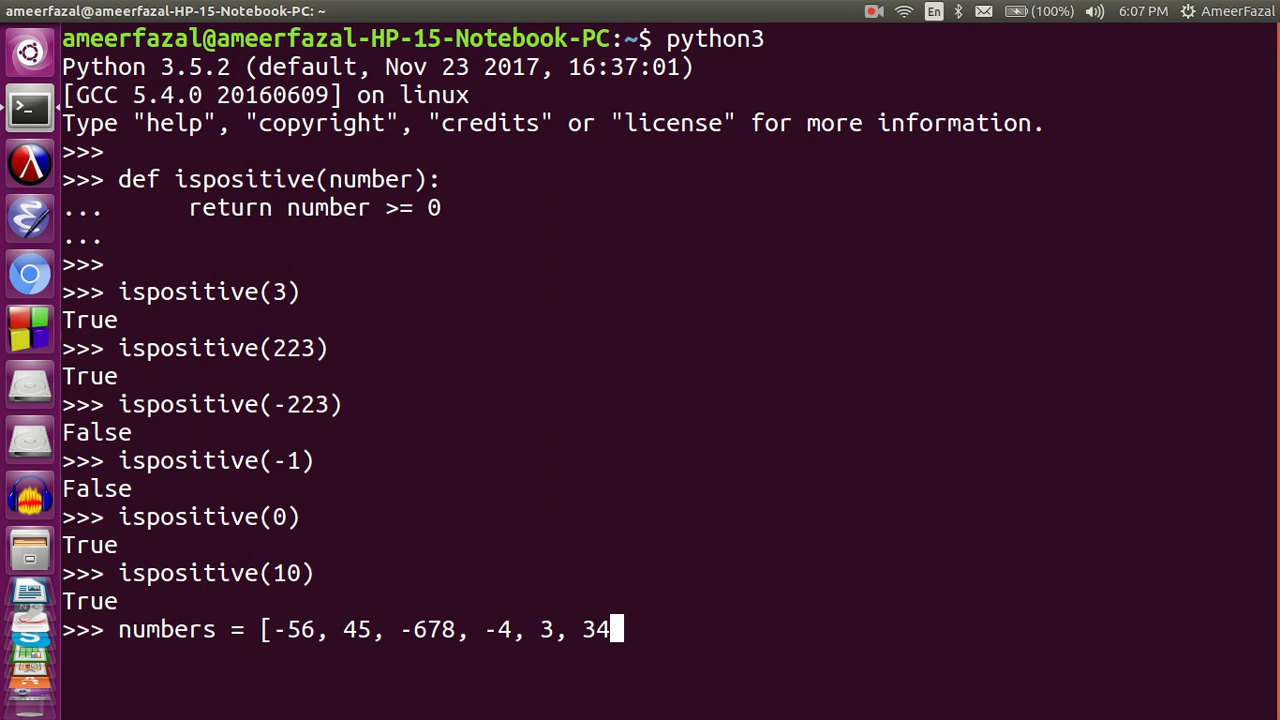 ameerfazal@ameerfazal-HP-15-Notebook-PC: ~ En (100%) 6:07 PM AmeerFazal
ameerfazal@ameerfazal-HP-15-Notebook-PC:~$ python3
Python 3.5.2 (default, Nov 23 2017, 16:37:01)
[GCC 5.4.0 20160609] on linux
Type "help", "copyright", "credits" or "license" for more information.
>>>
>>> def ispositive(number):
...      return number >= 0
...
>>>
>>> ispositive(3)
True
>>> ispositive(223)
True
>>> ispositive(-223)
False
>>> ispositive(-1)
False
>>> ispositive(0)
True
>>> ispositive(10)
True
>>> numbers = [-56, 45, -678, -4, 3, 34